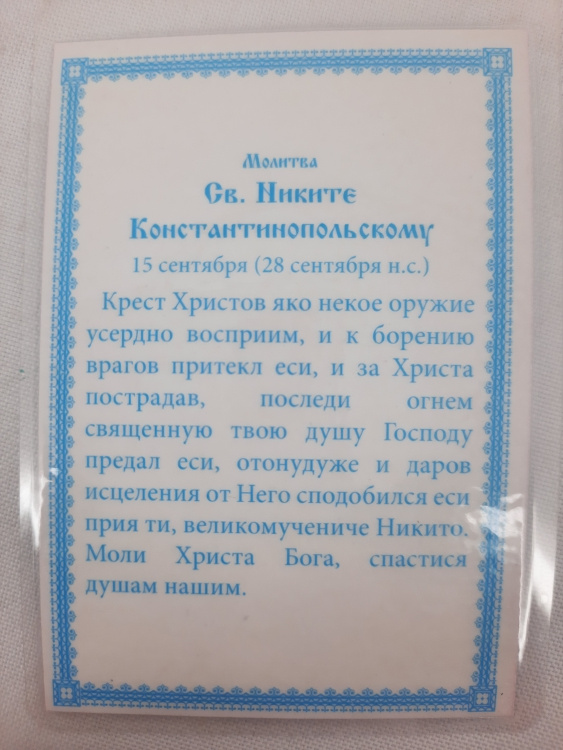 Молитва
Св. Никите
Константинопольскому
15 сентября (28 сентября н.с.)
Крест Христов яко некое оружие
усердно восприим, и к борению
врагов притекл еси, и за Христа
пострадав, последи огнем
священную твою душу Господу
предал еси, отонудуже и даров
исцеления от Него сподобился еси
прия ти, великомучениче Никито.
Моли Христа Бога, спастися
душам нашим.